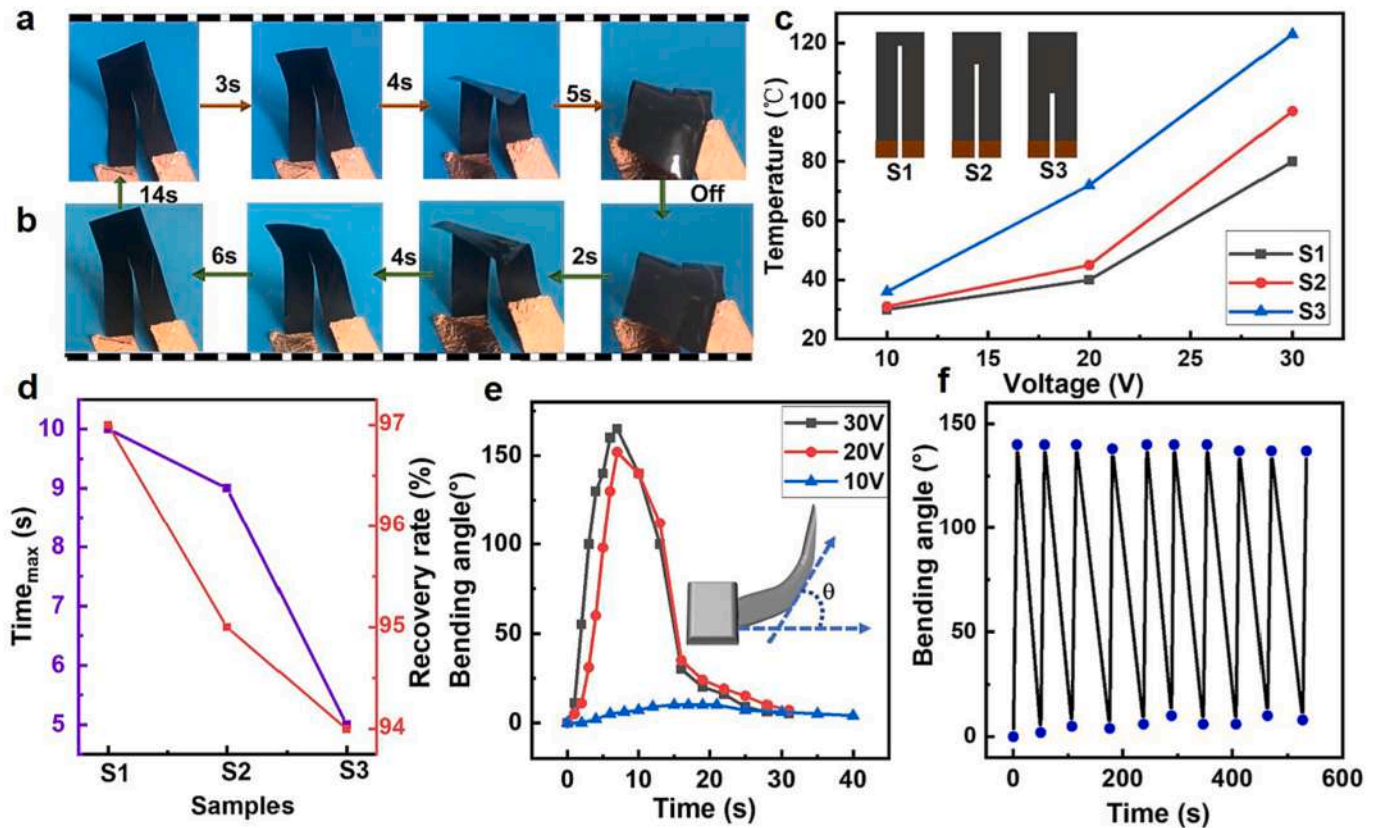 a
3s
4s
5s
14s
Off
b
6s
4s
2s
c
Temperature (℃)
120
100
80
60
40
20
S1
S2
S3
S1
S2
S3
10
15
20
25
30
Voltage (V)
d
Time max (s)
10
9
8
7
6
5
97
96
95
94
Recovery rate (%)
S1
S2
S3
Samples
e
Bending angle(°)
150
100
50
0
30V
20V
10V
θ
0
10
20
30
40
Time (s)
f
Bending angle (°)
150
100
50
0
0
200
400
600
Time (s)